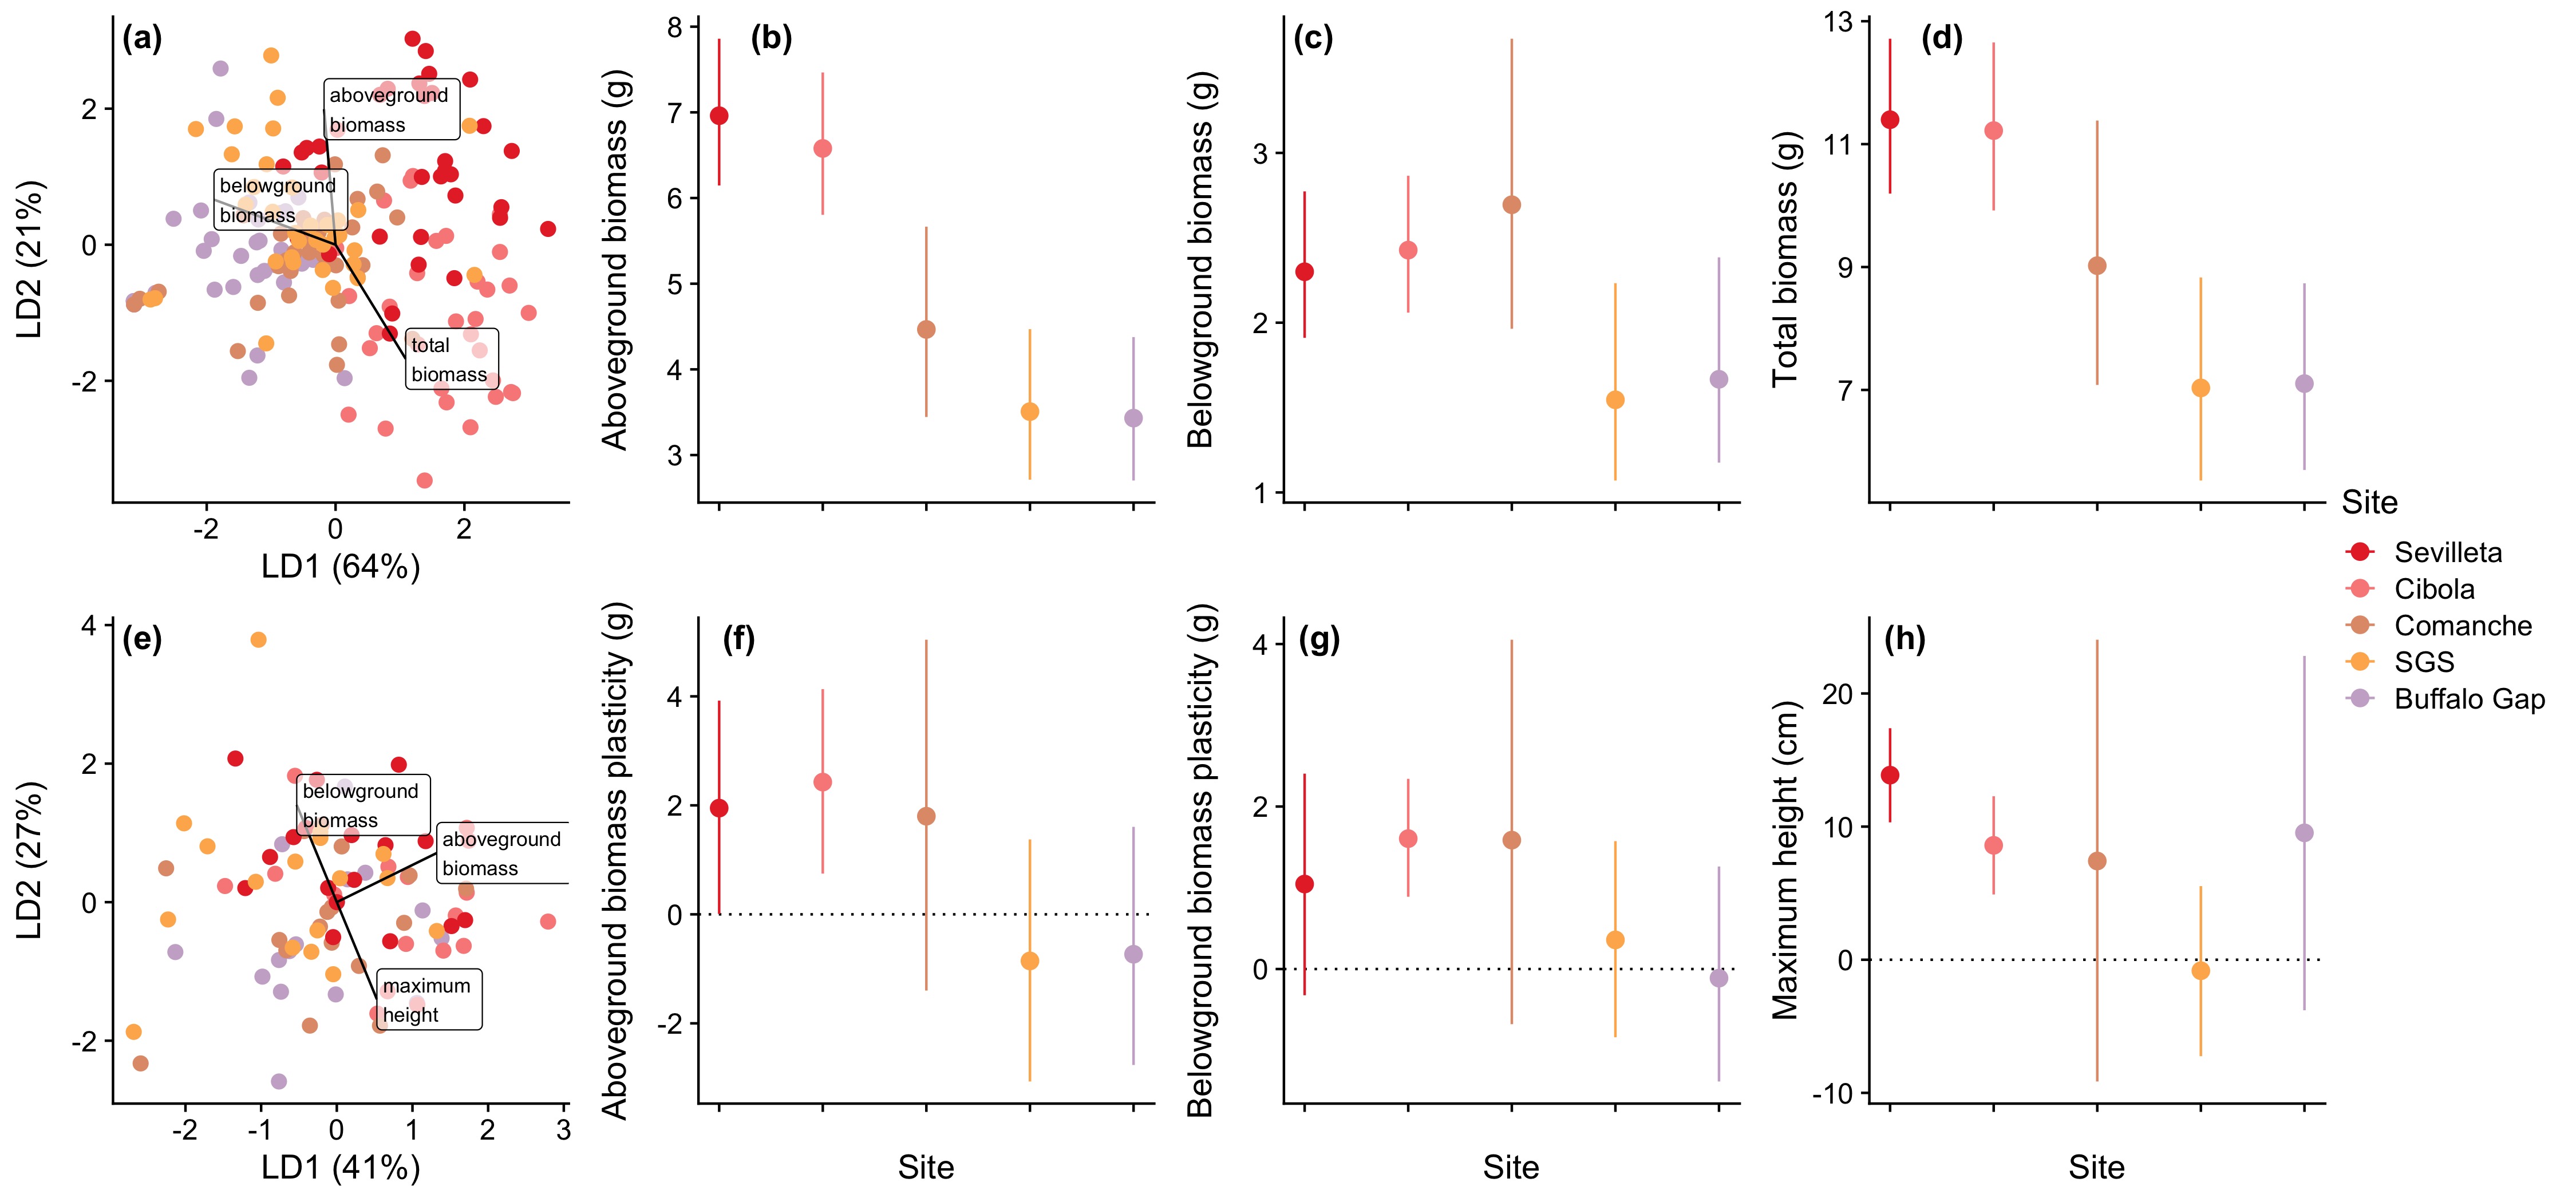 (a)
LD2 (21%)
2
0
-2
aboveground
biomass
belowground
biomass
total
biomass
-2 0 2
LD1 (64%)
(b)
Aboveground biomass (g)
8
7
6
5
4
3
(c)
Belowground biomass (g)
3
2
1
(d)
Total biomass (g)
13
11
9
7
Site
Sevilleta
Cibola
Comanche
SGS
Buffalo Gap
(e)
LD2 (27%)
4
2
0
-2
belowground
biomass
aboveground
biomass
maximum
height
-2 -1 0 1 2 3
LD1 (41%)
(f)
Aboveground biomass plasticity (g)
4
2
0
-2
Site
(g)
Belowground biomass plasticity (g)
4
2
0
Site
(h)
Maximum height (cm)
20
10
0
-10
Site